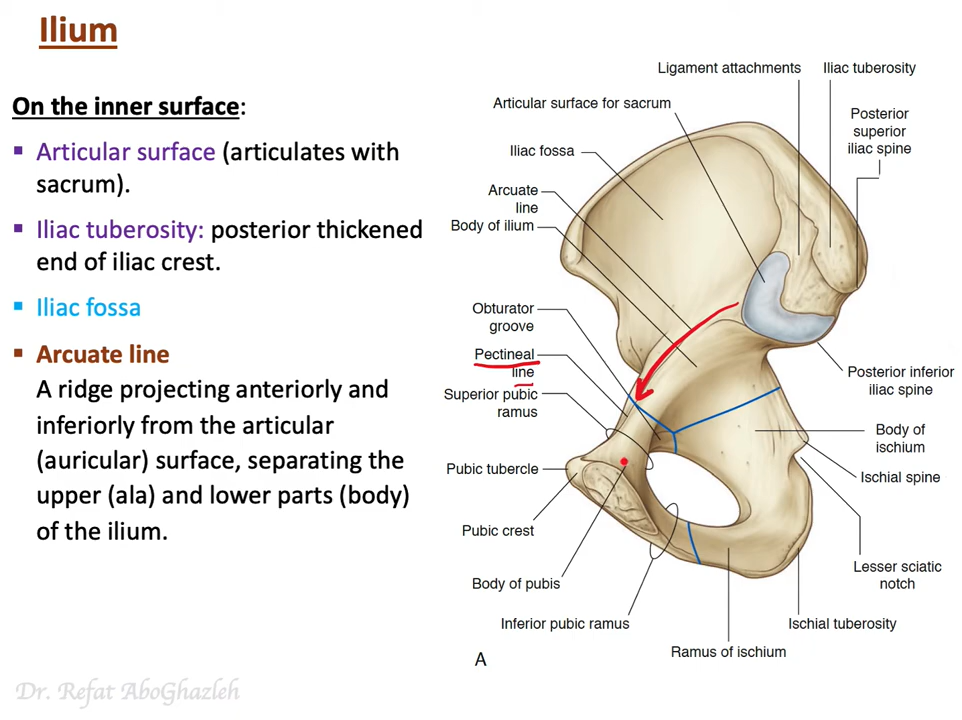 Ilium
On the inner surface:
▪ Articular surface (articulates with
sacrum).
▪ Iliac tuberosity: posterior thickened
end of iliac crest.
▪ Iliac fossa
▪ Arcuate line
A ridge projecting anteriorly and
inferiorly from the articular
(auricular) surface, separating the
upper (ala) and lower parts (body)
of the ilium.
Ligament attachments
Iliac tuberosity
Articular surface for sacrum
Posterior
superior
iliac spine
Iliac fossa
Arcuate
line
Body of ilium
Obturator
groove
Pectineal
line
Superior pubic
ramus
Posterior inferior
iliac spine
Body of
ischium
Pubic tubercle
Ischial spine
Pubic crest
Lesser sciatic
notch
Body of pubis
Inferior pubic ramus
Ischial tuberosity
Ramus of ischium
A
Dr. Refat AboGhazleh